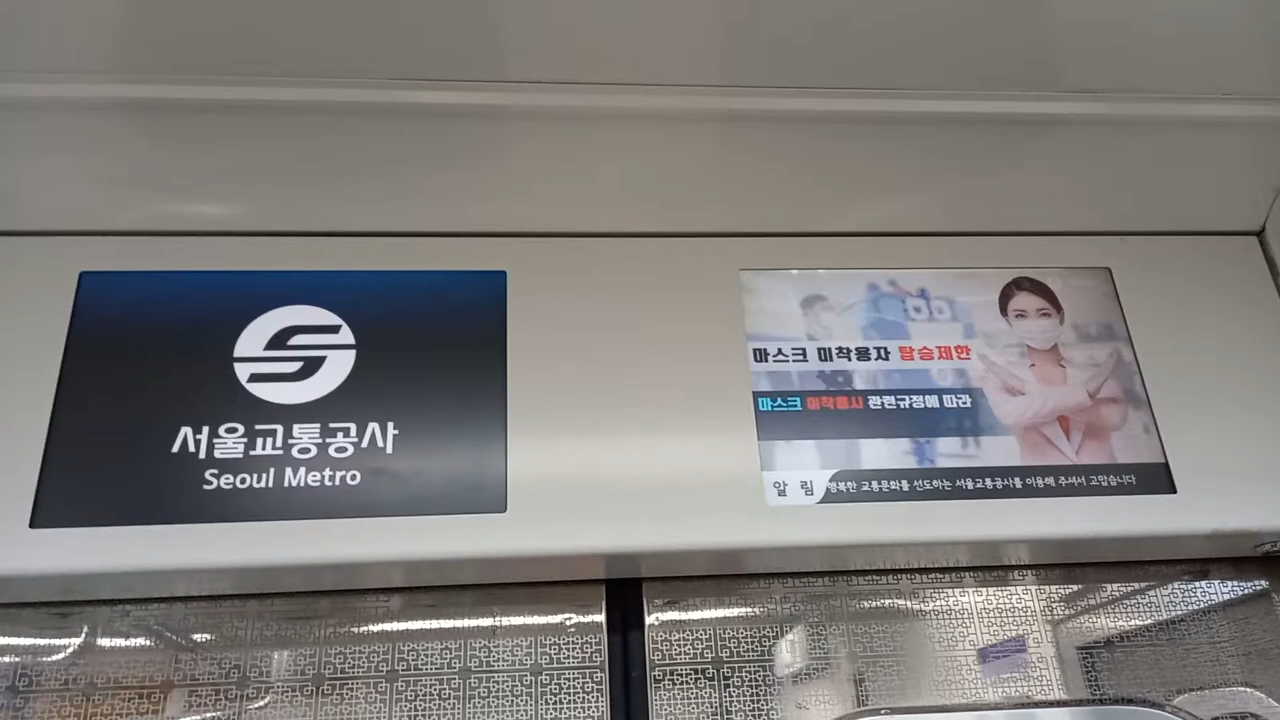 서울교통공사
Seoul Metro
마스크 미착용자 탑승제한
마스크 미착용시 관련규정에 따라
알 림
행복한 교통문화를 선도하는 서울교통공사를 이용해 주셔서 고맙습니다